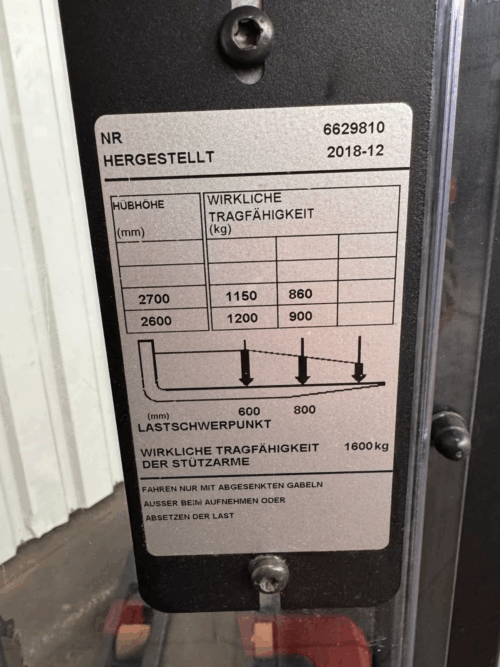 NR 6629810
HERGESTELLT 2018-12
HÜBHÖHE WIRKLICHE
TRAGFÄHIGKEIT
(mm) (kg)
2700 1150 860
2600 1200 900
(mm) 600 800
LASTSCHWERPUNKT
WIRKLICHE TRAGFÄHIGKEIT 1600 kg
DER STÜTZARME
FAHREN NUR MIT ABGESENKTEN GABELN
AUSSER BEIM AUFNEHMEN ODER
ABSETZEN DER LAST